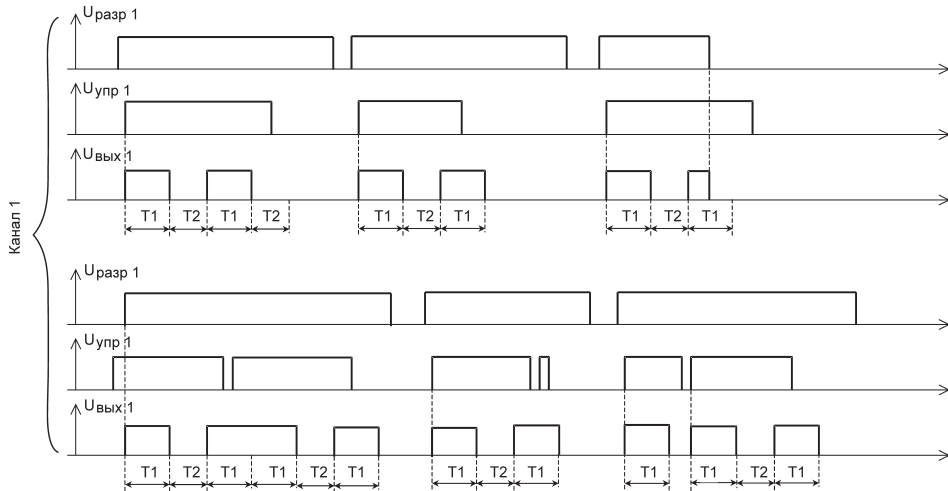 Канал 1
Uразр 1
Uупр 1
Uвых 1
T1 T2 T1 T2 T1 T2 T1 T1 T2 T1
Uразр 1
Uупр 1
Uвых 1
T1 T2 T1 T1 T2 T1 T1 T2 T1 T1 T1 T2 T1